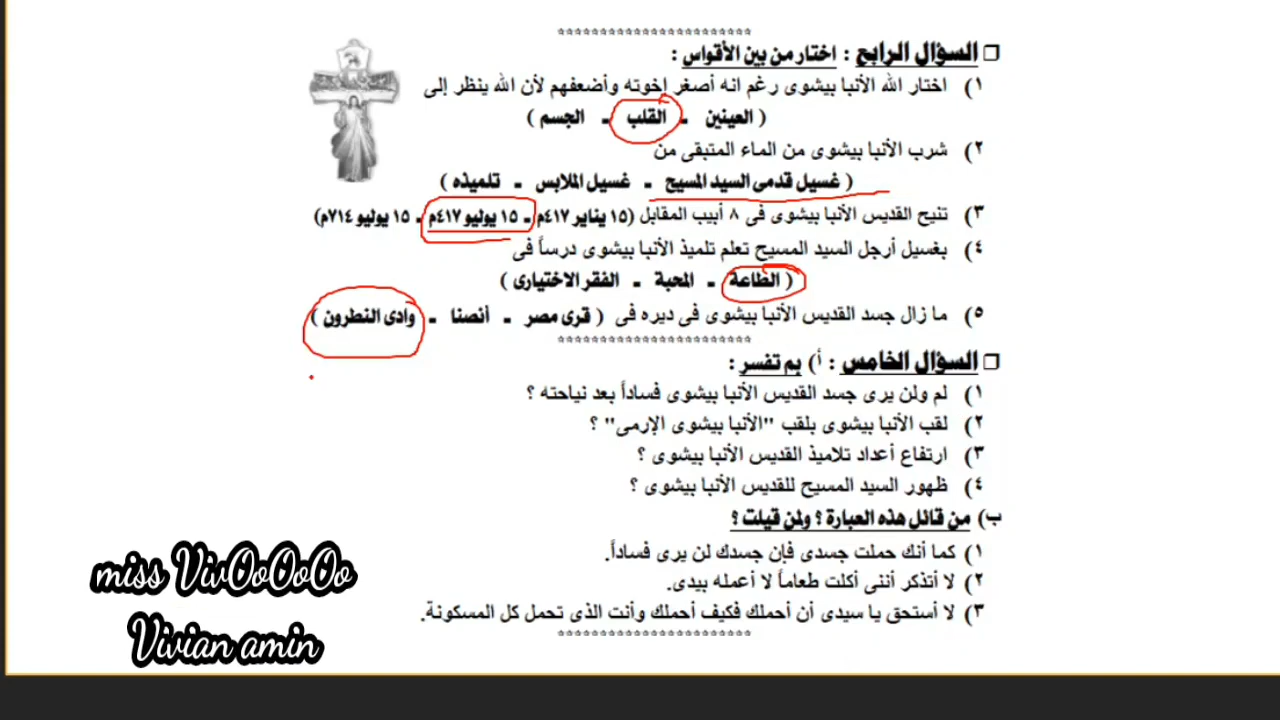 **********************
❒ السؤال الرابع : اختار من بين الأقواس :
١) اختار الله الأنبا بيشوى رغم انه أصغر إخوته وأضعفهم لأن الله ينظر إلى
( العينين - القلب - الجسم )
٢) شرب الأنبا بيشوى من الماء المتبقى من
( غسيل قدمى السيد المسيح - غسيل الملابس - تلميذه )
٣) تنيح القديس الأنبا بيشوى فى ٨ أبيب المقابل (١٥ يناير ٤١٧م - ١٥ يوليو ٤١٧م - ١٥ يوليو ٧١٤م)
٤) بغسيل أرجل السيد المسيح تعلم تلميذ الأنبا بيشوى درساً فى
( الطاعة - المحبة - الفقر الاختيارى )
٥) ما زال جسد القديس الأنبا بيشوى فى ديره فى ( قرى مصر - أنصنا - وادى النطرون )
**********************
❒ السؤال الخامس : أ) بم تفسر :
١) لم ولن يرى جسد القديس الأنبا بيشوى فساداً بعد نياحته ؟
٢) لقب الأنبا بيشوى بلقب "الأنبا بيشوى الإرمى" ؟
٣) ارتفاع أعداد تلاميذ القديس الأنبا بيشوى ؟
٤) ظهور السيد المسيح للقديس الأنبا بيشوى ؟
ب) من قائل هذه العبارة ؟ ولمن قيلت ؟
١) كما أنك حملت جسدى فإن جسدك لن يرى فساداً.
٢) لا أتذكر أننى أكلت طعاماً لا أعمله بيدى.
٣) لا أستحق يا سيدى أن أحملك فكيف أحملك وأنت الذى تحمل كل المسكونة.
**********************
miss VivOoOoOo
Vivian amin